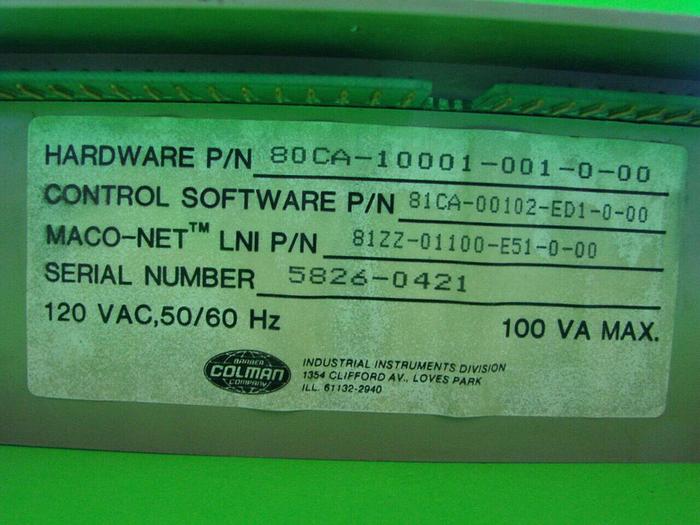 HARDWARE P/N 80CA-10001-001-0-00
CONTROL SOFTWARE P/N 81CA-00102-ED1-0-00
MACO-NET™ LNI P/N 81ZZ-01100-E51-0-00
SERIAL NUMBER 5826-0421
120 VAC,50/60 Hz 100 VA MAX.
BARBER
COLMAN
COMPANY
INDUSTRIAL INSTRUMENTS DIVISION
1354 CLIFFORD AV., LOVES PARK
ILL. 61132-2940